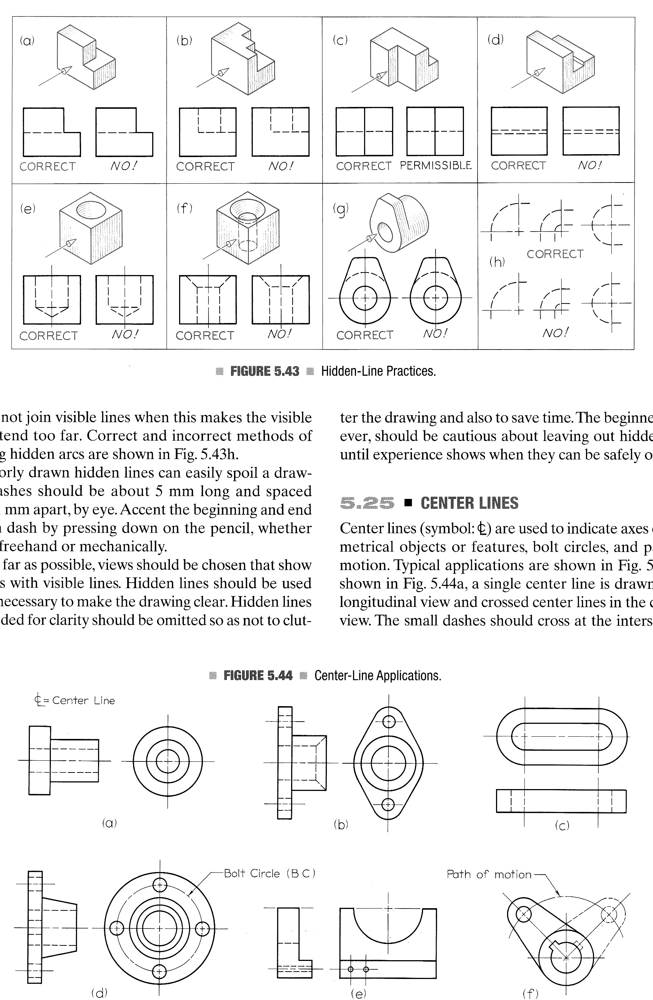 (a)
(b)
(c)
(d)
CORRECT
NO!
CORRECT
NO!
CORRECT
PERMISSIBLE
CORRECT
NO!
(e)
(f)
(g)
CORRECT
(h)
CORRECT
NO!
CORRECT
NO!
CORRECT
NO!
NO!
FIGURE 5.43 Hidden-Line Practices.
not join visible lines when this makes the visible
tend too far. Correct and incorrect methods of
g hidden arcs are shown in Fig. 5.43h.
orly drawn hidden lines can easily spoil a draw-
ashes should be about 5 mm long and spaced
mm apart, by eye. Accent the beginning and end
dash by pressing down on the pencil, whether
freehand or mechanically.
far as possible, views should be chosen that show
s with visible lines. Hidden lines should be used
necessary to make the drawing clear. Hidden lines
ded for clarity should be omitted so as not to clut-
ter the drawing and also to save time. The beginne
ever, should be cautious about leaving out hidde
until experience shows when they can be safely o
5.25 ■ CENTER LINES
Center lines (symbol: ℄) are used to indicate axes
metrical objects or features, bolt circles, and p
motion. Typical applications are shown in Fig. 5
shown in Fig. 5.44a, a single center line is drawn
longitudinal view and crossed center lines in the
view. The small dashes should cross at the inters
FIGURE 5.44 Center-Line Applications.
℄ = Center Line
(a)
(b)
(c)
Bolt Circle (BC)
Path of motion
(d)
(e)
(f)